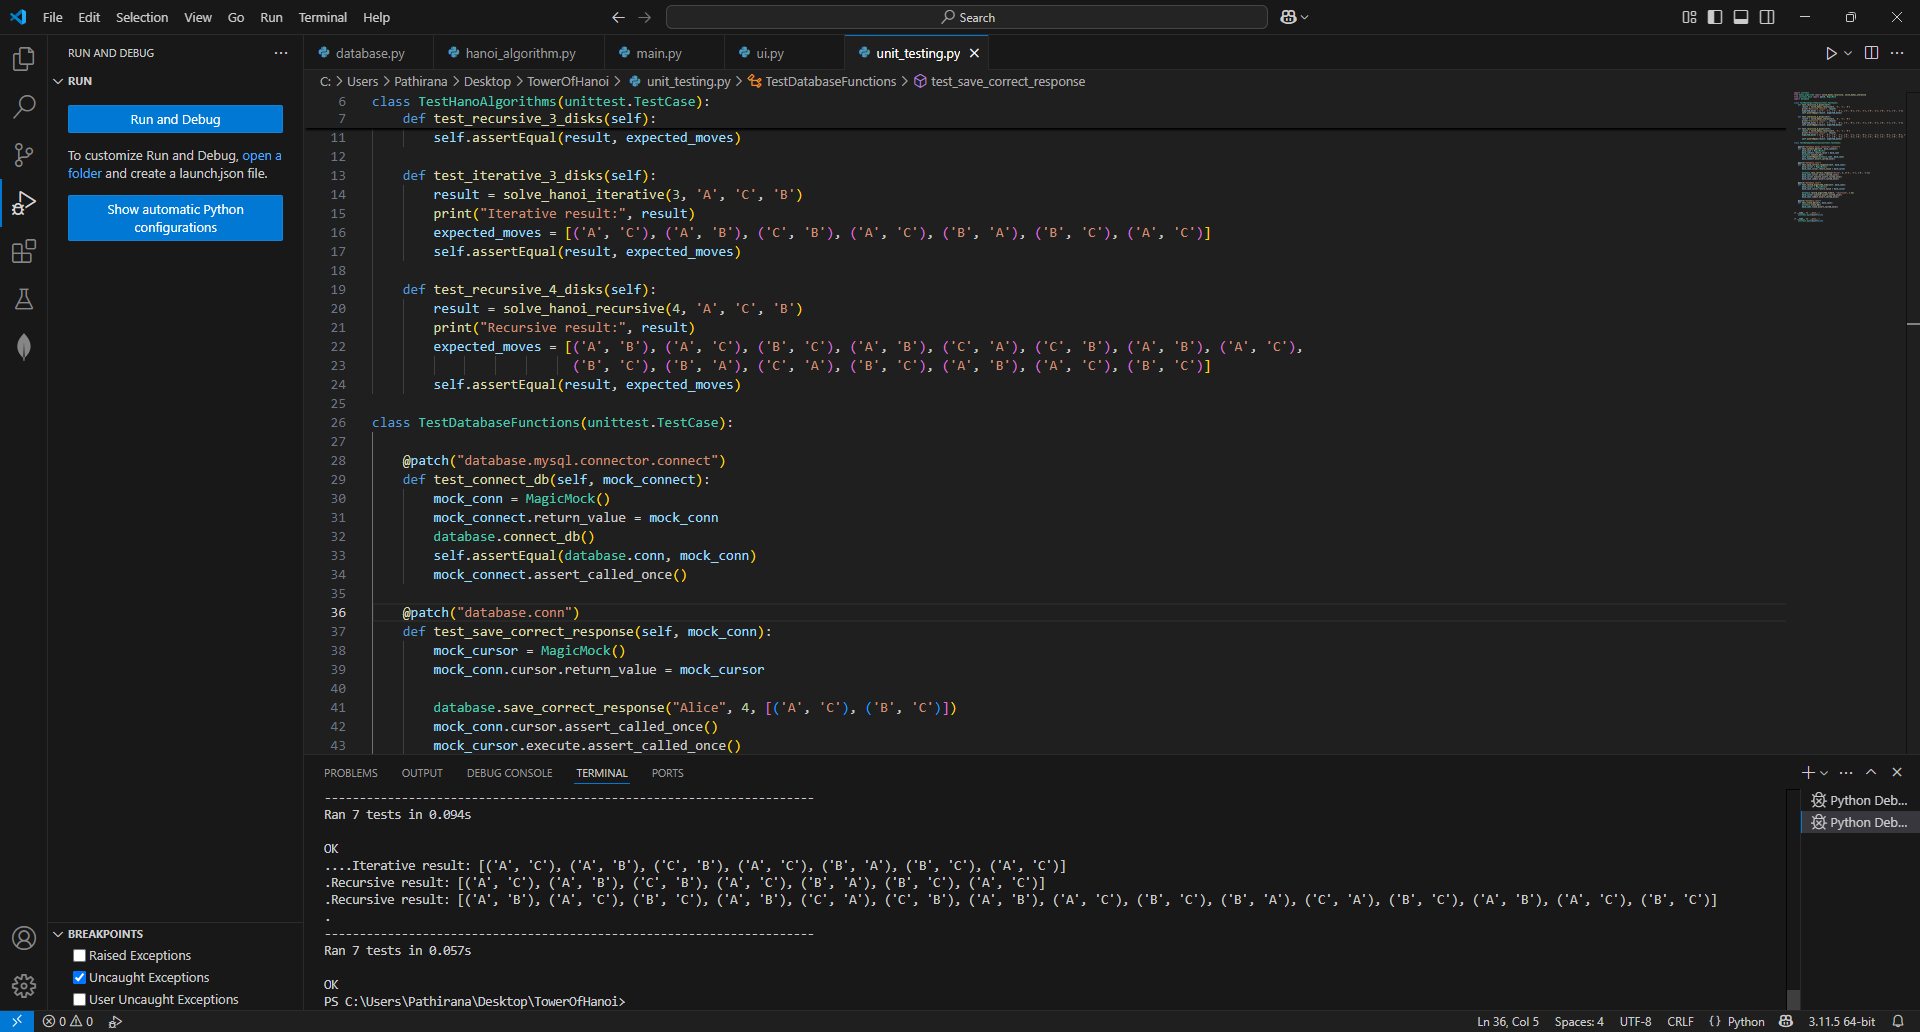 File Edit Selection View Go Run Terminal Help Search
RUN AND DEBUG ...
RUN
Run and Debug
To customize Run and Debug, open a
folder and create a launch.json file.
Show automatic Python
configurations
BREAKPOINTS
Raised Exceptions
Uncaught Exceptions
User Uncaught Exceptions
database.py hanoi_algorithm.py main.py ui.py unit_testing.py
C: > Users > Pathirana > Desktop > TowerOfHanoi > unit_testing.py > TestDatabaseFunctions > test_save_correct_response
6 class TestHanoAlgorithms(unittest.TestCase):
7 def test_recursive_3_disks(self):
11 self.assertEqual(result, expected_moves)
12
13 def test_iterative_3_disks(self):
14 result = solve_hanoi_iterative(3, 'A', 'C', 'B')
15 print("Iterative result:", result)
16 expected_moves = [('A', 'C'), ('A', 'B'), ('C', 'B'), ('A', 'C'), ('B', 'A'), ('B', 'C'), ('A', 'C')]
17 self.assertEqual(result, expected_moves)
18
19 def test_recursive_4_disks(self):
20 result = solve_hanoi_recursive(4, 'A', 'C', 'B')
21 print("Recursive result:", result)
22 expected_moves = [('A', 'B'), ('A', 'C'), ('B', 'C'), ('A', 'B'), ('C', 'A'), ('C', 'B'), ('A', 'B'), ('A', 'C'),
23 ('B', 'C'), ('B', 'A'), ('C', 'A'), ('B', 'C'), ('A', 'B'), ('A', 'C'), ('B', 'C')]
24 self.assertEqual(result, expected_moves)
25
26 class TestDatabaseFunctions(unittest.TestCase):
27
28 @patch("database.mysql.connector.connect")
29 def test_connect_db(self, mock_connect):
30 mock_conn = MagicMock()
31 mock_connect.return_value = mock_conn
32 database.connect_db()
33 self.assertEqual(database.conn, mock_conn)
34 mock_connect.assert_called_once()
35
36 @patch("database.conn")
37 def test_save_correct_response(self, mock_conn):
38 mock_cursor = MagicMock()
39 mock_conn.cursor.return_value = mock_cursor
40
41 database.save_correct_response("Alice", 4, [('A', 'C'), ('B', 'C')])
42 mock_conn.cursor.assert_called_once()
43 mock_cursor.execute.assert_called_once()
PROBLEMS OUTPUT DEBUG CONSOLE TERMINAL PORTS
Python Deb...
Python Deb...
----------------------------------------------------------------------
Ran 7 tests in 0.094s
OK
....Iterative result: [('A', 'C'), ('A', 'B'), ('C', 'B'), ('A', 'C'), ('B', 'A'), ('B', 'C'), ('A', 'C')]
.Recursive result: [('A', 'C'), ('A', 'B'), ('C', 'B'), ('A', 'C'), ('B', 'A'), ('B', 'C'), ('A', 'C')]
.Recursive result: [('A', 'B'), ('A', 'C'), ('B', 'C'), ('A', 'B'), ('C', 'A'), ('C', 'B'), ('A', 'B'), ('A', 'C'), ('B', 'C'), ('B', 'A'), ('C', 'A'), ('B', 'C'), ('A', 'B'), ('A', 'C'), ('B', 'C')]
.
----------------------------------------------------------------------
Ran 7 tests in 0.057s
OK
PS C:\Users\Pathirana\Desktop\TowerOfHanoi>
0 0 Ln 36, Col 5 Spaces: 4 UTF-8 CRLF {} Python 3.11.5 64-bit